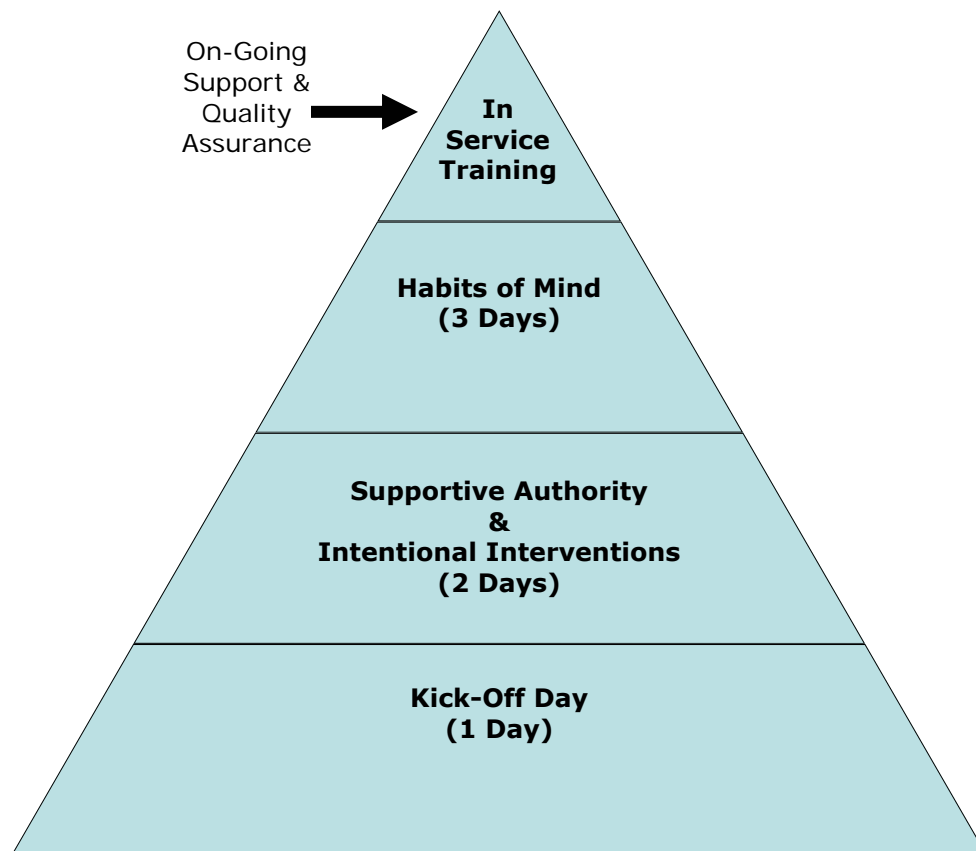 On-Going
Support &
Quality
Assurance
In
Service
Training
Habits of Mind
(3 Days)
Supportive Authority
&
Intentional Interventions
(2 Days)
Kick-Off Day
(1 Day)